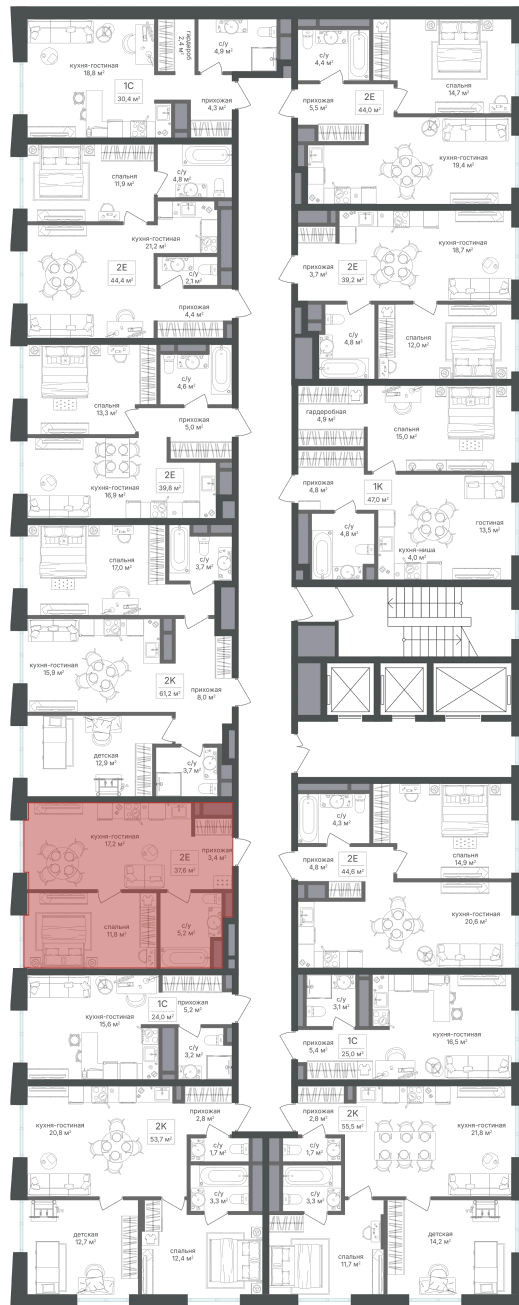 кухня-гостиная
18,8 м²
гардероб
2,4 м²
с/у
4,9 м²
1С
30,4 м²
прихожая
4,3 м²
с/у
4,4 м²
спальня
14,7 м²
прихожая
5,5 м²
2Е
44,0 м²
кухня-гостиная
19,4 м²
спальня
11,9 м²
с/у
4,8 м²
кухня-гостиная
21,2 м²
2Е
44,4 м²
с/у
2,1 м²
прихожая
4,4 м²
кухня-гостиная
18,7 м²
прихожая
3,7 м²
2Е
39,2 м²
с/у
4,8 м²
спальня
12,0 м²
с/у
4,6 м²
спальня
13,3 м²
прихожая
5,0 м²
кухня-гостиная
16,9 м²
2Е
39,8 м²
гардеробная
4,9 м²
спальня
15,0 м²
прихожая
4,8 м²
1К
47,0 м²
с/у
4,8 м²
гостиная
13,5 м²
кухня-ниша
4,0 м²
спальня
17,0 м²
с/у
3,7 м²
кухня-гостиная
15,9 м²
2К
61,2 м²
прихожая
8,0 м²
детская
12,9 м²
с/у
3,7 м²
кухня-гостиная
17,2 м²
прихожая
3,4 м²
2Е
37,6 м²
спальня
11,8 м²
с/у
5,2 м²
с/у
4,3 м²
спальня
14,9 м²
прихожая
4,8 м²
2Е
44,6 м²
кухня-гостиная
20,6 м²
кухня-гостиная
15,6 м²
1С
24,0 м²
прихожая
5,2 м²
с/у
3,2 м²
с/у
3,1 м²
кухня-гостиная
16,5 м²
прихожая
5,4 м²
1С
25,0 м²
кухня-гостиная
20,8 м²
2К
53,7 м²
прихожая
2,8 м²
с/у
1,7 м²
с/у
3,3 м²
детская
12,7 м²
спальня
12,4 м²
прихожая
2,8 м²
2К
55,5 м²
кухня-гостиная
21,8 м²
с/у
1,7 м²
с/у
3,3 м²
спальня
11,7 м²
детская
14,2 м²